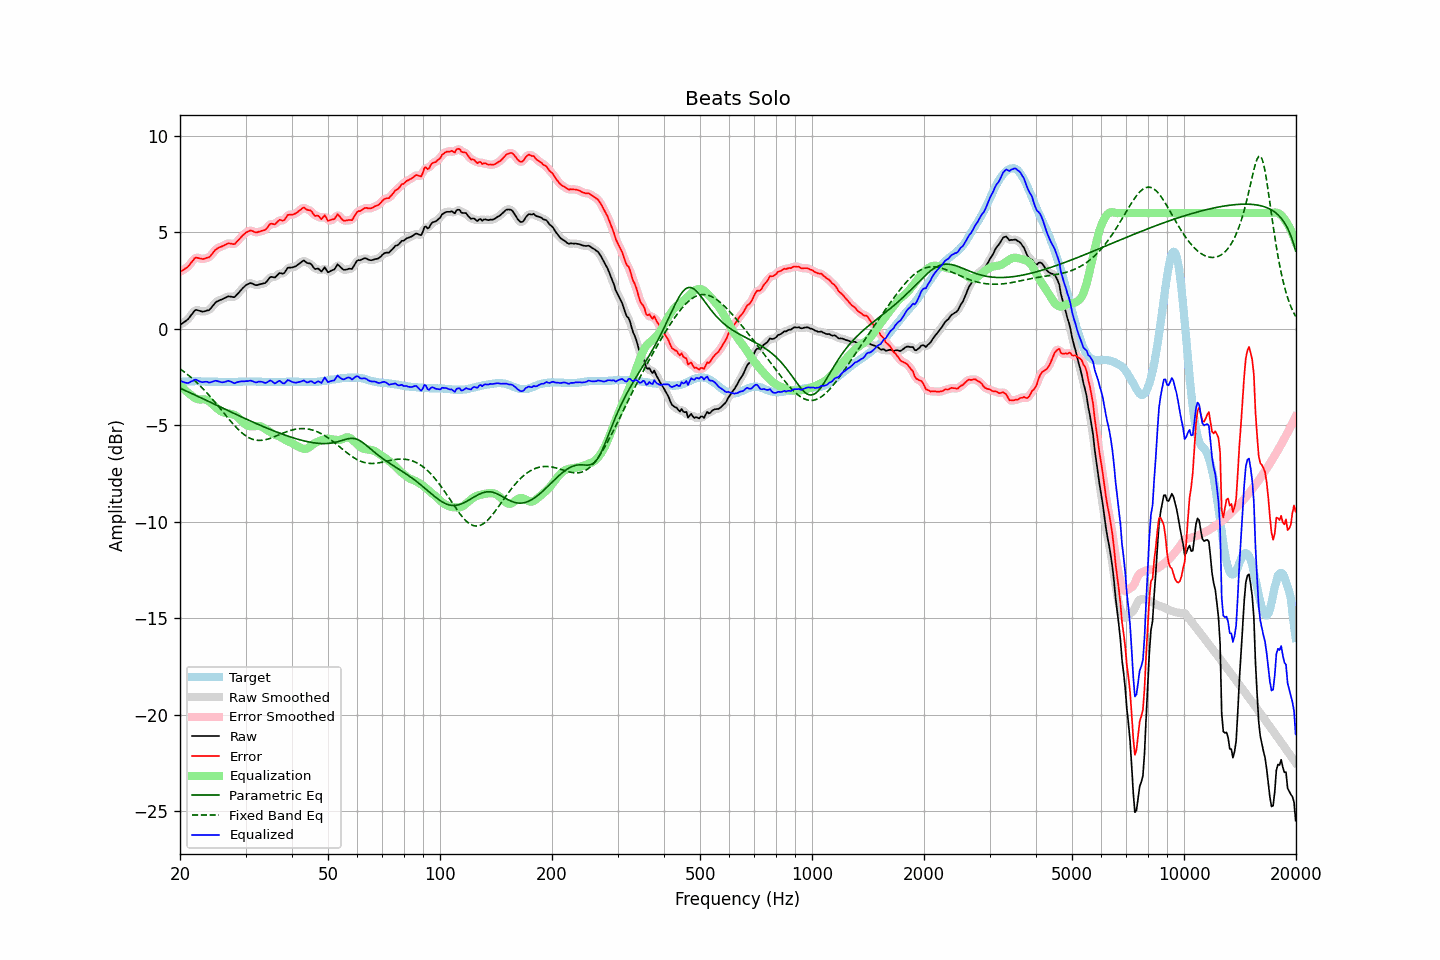 Beats Solo
Amplitude (dBr)
10
5
0
−5
−10
−15
−20
−25
Target
Raw Smoothed
Error Smoothed
Raw
Error
Equalization
Parametric Eq
Fixed Band Eq
Equalized
20 50 100 200 500 1000 2000 5000 10000 20000
Frequency (Hz)